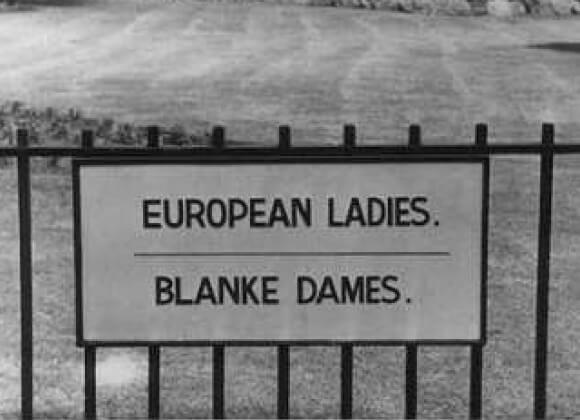 EUROPEAN LADIES.
BLANKE DAMES.